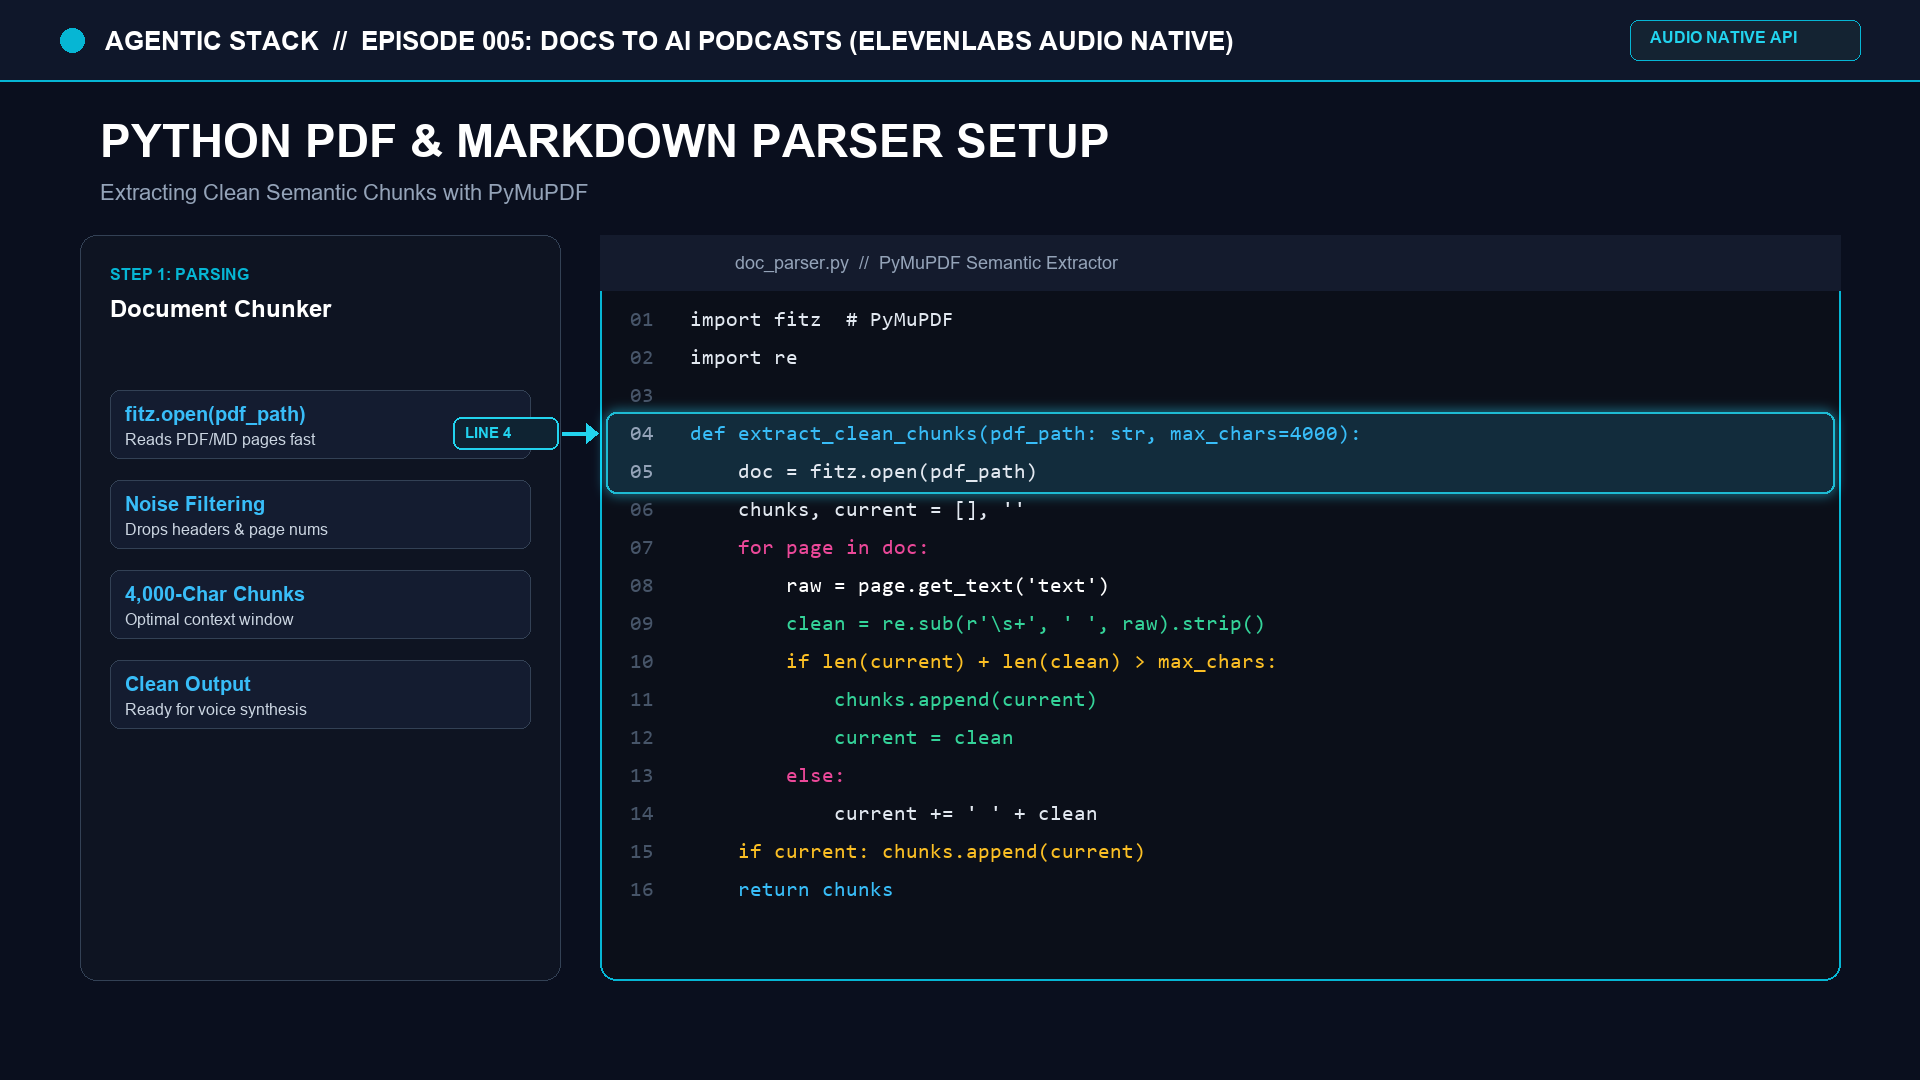 AGENTIC STACK // EPISODE 005: DOCS TO AI PODCASTS (ELEVENLABS AUDIO NATIVE)
AUDIO NATIVE API
PYTHON PDF & MARKDOWN PARSER SETUP
Extracting Clean Semantic Chunks with PyMuPDF
STEP 1: PARSING
Document Chunker
fitz.open(pdf_path)
Reads PDF/MD pages fast
LINE 4
Noise Filtering
Drops headers & page nums
4,000-Char Chunks
Optimal context window
Clean Output
Ready for voice synthesis
doc_parser.py // PyMuPDF Semantic Extractor
01 import fitz  # PyMuPDF
02 import re
03
04 def extract_clean_chunks(pdf_path: str, max_chars=4000):
05     doc = fitz.open(pdf_path)
06     chunks, current = [], ''
07     for page in doc:
08         raw = page.get_text('text')
09         clean = re.sub(r'\s+', ' ', raw).strip()
10         if len(current) + len(clean) > max_chars:
11             chunks.append(current)
12             current = clean
13         else:
14             current += ' ' + clean
15     if current: chunks.append(current)
16     return chunks